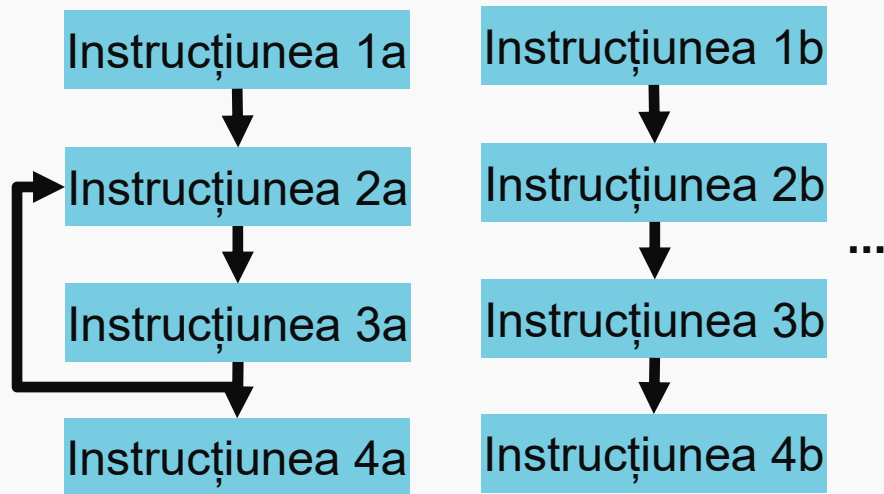 Instrucțiunea 1a
Instrucțiunea 2a
Instrucțiunea 3a
Instrucțiunea 4a
Instrucțiunea 1b
Instrucțiunea 2b
Instrucțiunea 3b
Instrucțiunea 4b
...